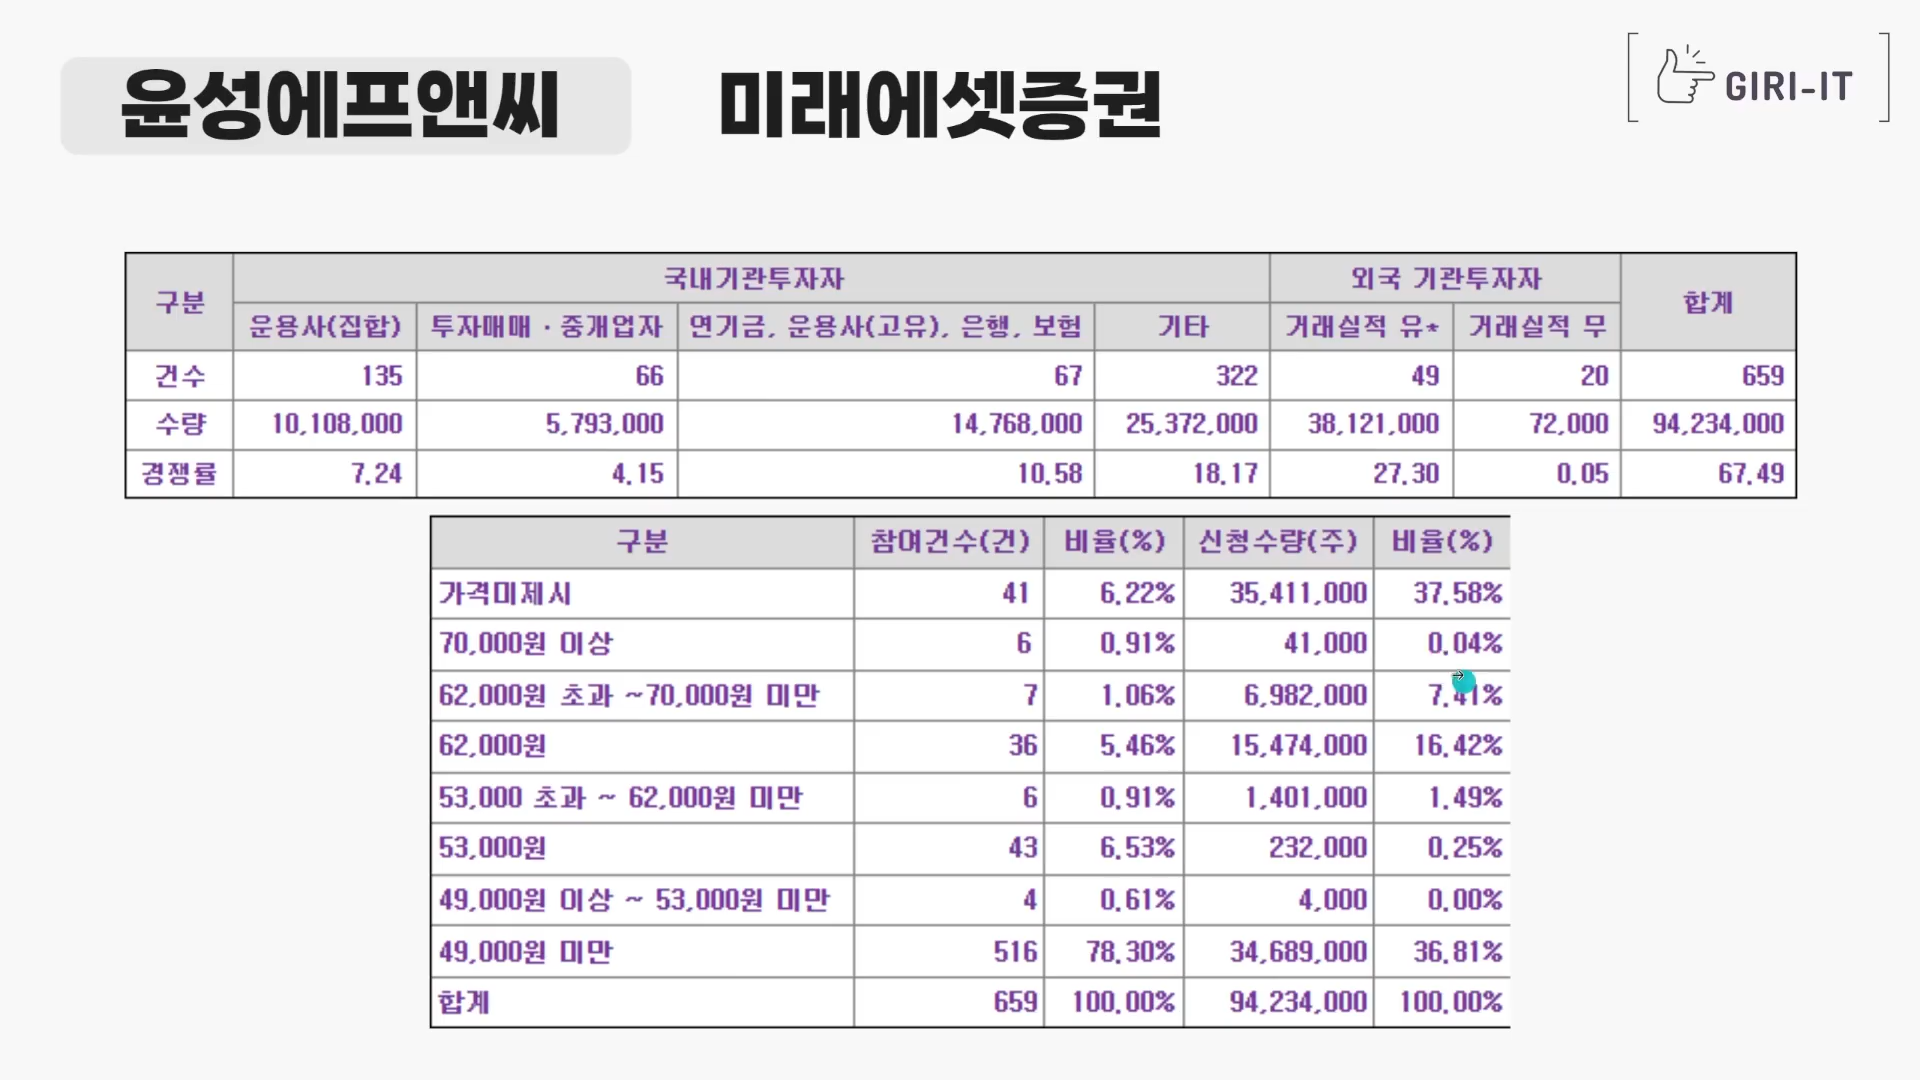 윤성에프앤씨 미래에셋증권
GIRI-IT
구분 국내기관투자자 외국 기관투자자 합계
운용사(집합) 투자매매 · 중개업자 연기금, 운용사(고유), 은행, 보험 기타 거래실적 유* 거래실적 무
건수 135 66 67 322 49 20 659
수량 10,108,000 5,793,000 14,768,000 25,372,000 38,121,000 72,000 94,234,000
경쟁률 7.24 4.15 10.58 18.17 27.30 0.05 67.49
구분 참여건수(건) 비율(%) 신청수량(주) 비율(%)
가격미제시 41 6.22% 35,411,000 37.58%
70,000원 이상 6 0.91% 41,000 0.04%
62,000원 초과 ~70,000원 미만 7 1.06% 6,982,000 7.41%
62,000원 36 5.46% 15,474,000 16.42%
53,000 초과 ~ 62,000원 미만 6 0.91% 1,401,000 1.49%
53,000원 43 6.53% 232,000 0.25%
49,000원 이상 ~ 53,000원 미만 4 0.61% 4,000 0.00%
49,000원 미만 516 78.30% 34,689,000 36.81%
합계 659 100.00% 94,234,000 100.00%